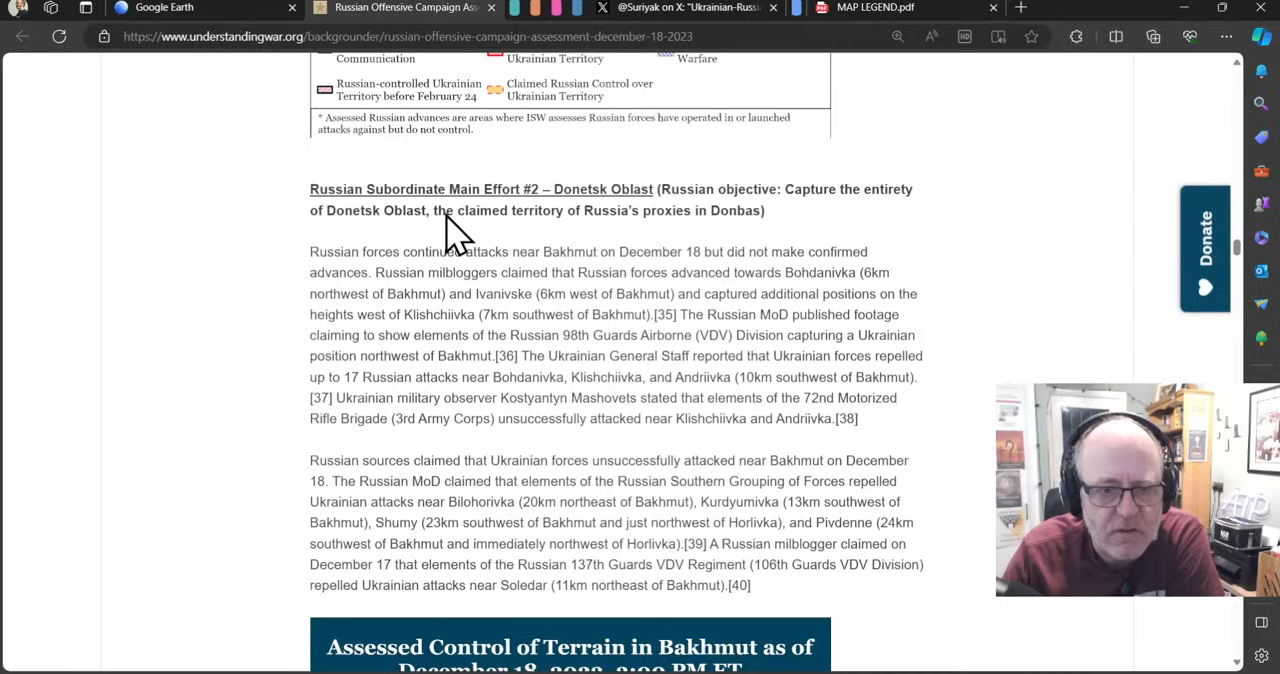 Google Earth
Russian Offensive Campaign Ass
@Suriyak on X: "Ukrainian-Russi
MAP LEGEND.pdf
https://www.understandingwar.org/backgrounder/russian-offensive-campaign-assessment-december-18-2023
Communication
Ukrainian Territory
Warfare
Russian-controlled Ukrainian
Territory before February 24
Claimed Russian Control over
Ukrainian Territory
* Assessed Russian advances are areas where ISW assesses Russian forces have operated in or launched
attacks against but do not control.
Russian Subordinate Main Effort #2 – Donetsk Oblast (Russian objective: Capture the entirety
of Donetsk Oblast, the claimed territory of Russia's proxies in Donbas)
Russian forces continued attacks near Bakhmut on December 18 but did not make confirmed
advances. Russian milbloggers claimed that Russian forces advanced towards Bohdanivka (6km
northwest of Bakhmut) and Ivanivske (6km west of Bakhmut) and captured additional positions on the
heights west of Klishchiivka (7km southwest of Bakhmut).[35] The Russian MoD published footage
claiming to show elements of the Russian 98th Guards Airborne (VDV) Division capturing a Ukrainian
position northwest of Bakhmut.[36] The Ukrainian General Staff reported that Ukrainian forces repelled
up to 17 Russian attacks near Bohdanivka, Klishchiivka, and Andriivka (10km southwest of Bakhmut).
[37] Ukrainian military observer Kostyantyn Mashovets stated that elements of the 72nd Motorized
Rifle Brigade (3rd Army Corps) unsuccessfully attacked near Klishchiivka and Andriivka.[38]
Russian sources claimed that Ukrainian forces unsuccessfully attacked near Bakhmut on December
18. The Russian MoD claimed that elements of the Russian Southern Grouping of Forces repelled
Ukrainian attacks near Bilohorivka (20km northeast of Bakhmut), Kurdyumivka (13km southwest of
Bakhmut), Shumy (23km southwest of Bakhmut and just northwest of Horlivka), and Pivdenne (24km
southwest of Bakhmut and immediately northwest of Horlivka).[39] A Russian milblogger claimed on
December 17 that elements of the Russian 137th Guards VDV Regiment (106th Guards VDV Division)
repelled Ukrainian attacks near Soledar (11km northeast of Bakhmut).[40]
Assessed Control of Terrain in Bakhmut as of
December 18, 2023, 3:00 PM ET
Donate